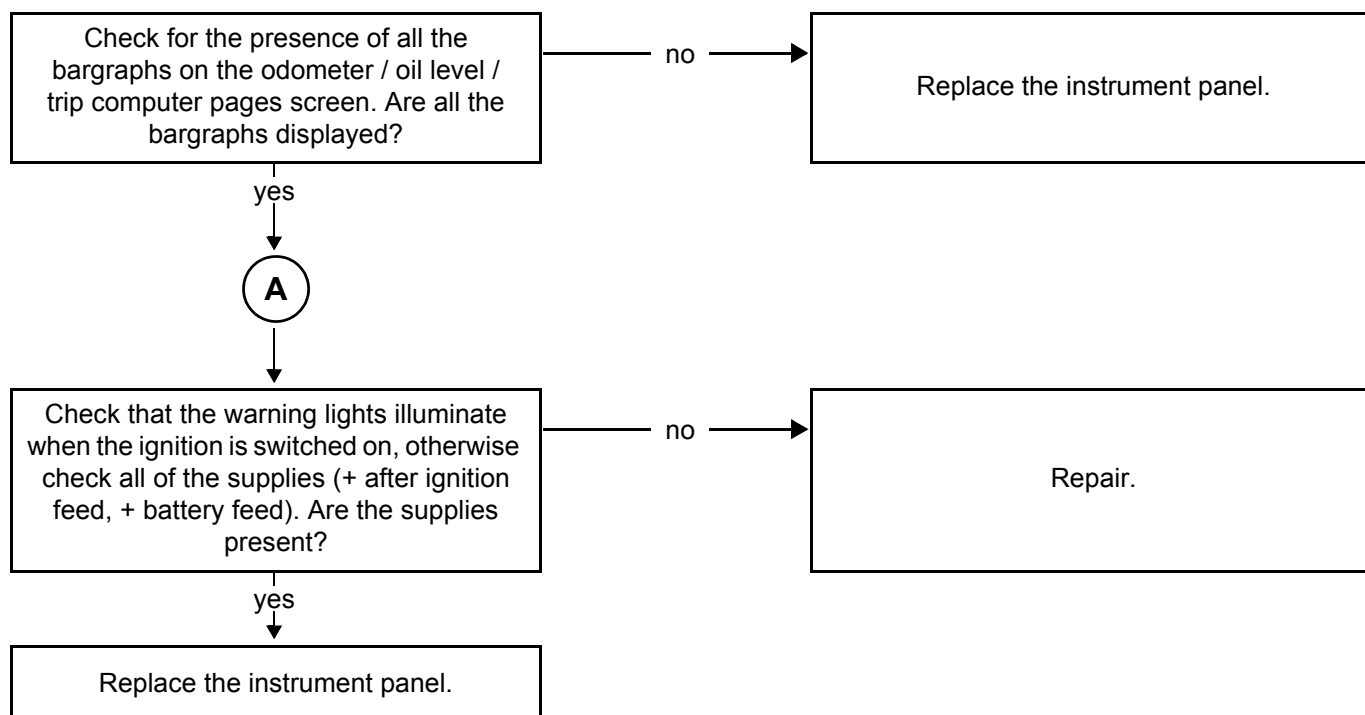 Check for the presence of all the
bargraphs on the odometer / oil level /
trip computer pages screen. Are all the
bargraphs displayed?
no
Replace the instrument panel.
yes
A
Check that the warning lights illuminate
when the ignition is switched on, otherwise
check all of the supplies (+ after ignition
feed, + battery feed). Are the supplies
present?
no
Repair.
yes
Replace the instrument panel.